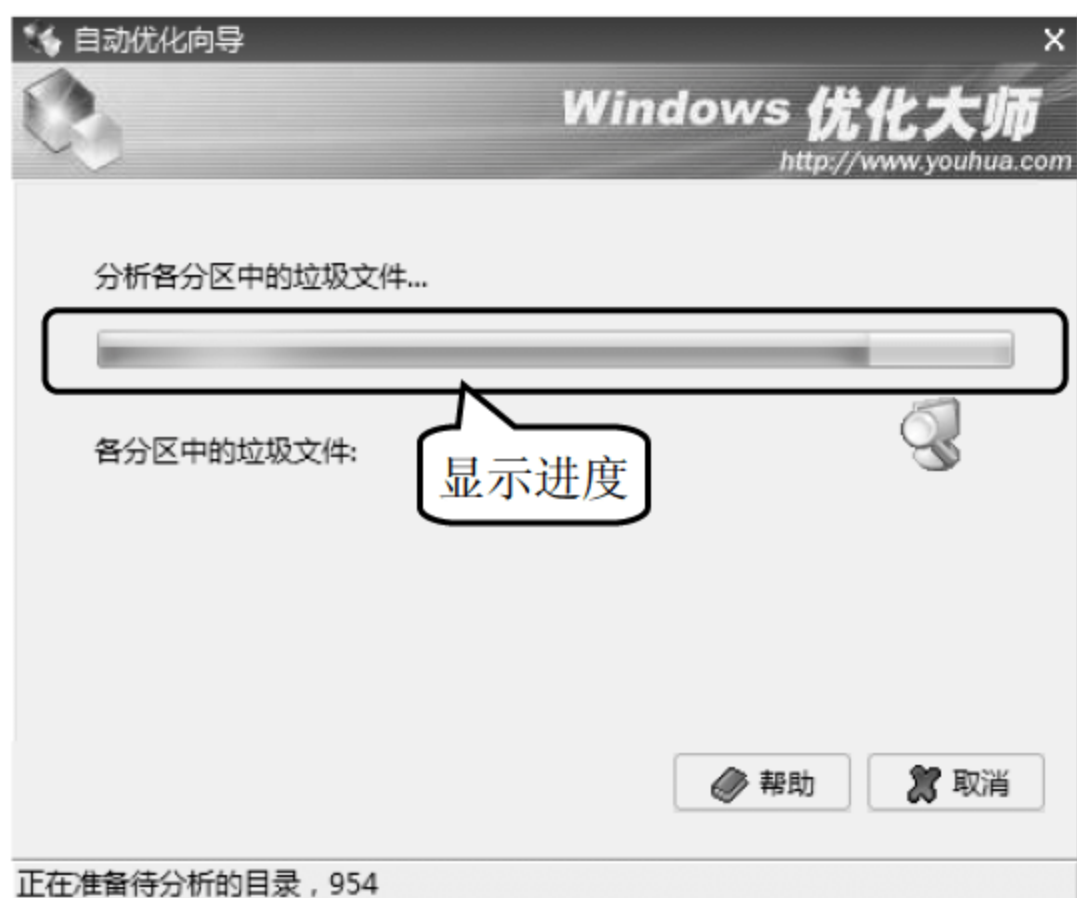 自动优化向导
Windows 优化大师
http://www.youhua.com
分析各分区中的垃圾文件...
各分区中的垃圾文件:
显示进度
帮助 取消
正在准备待分析的目录，954